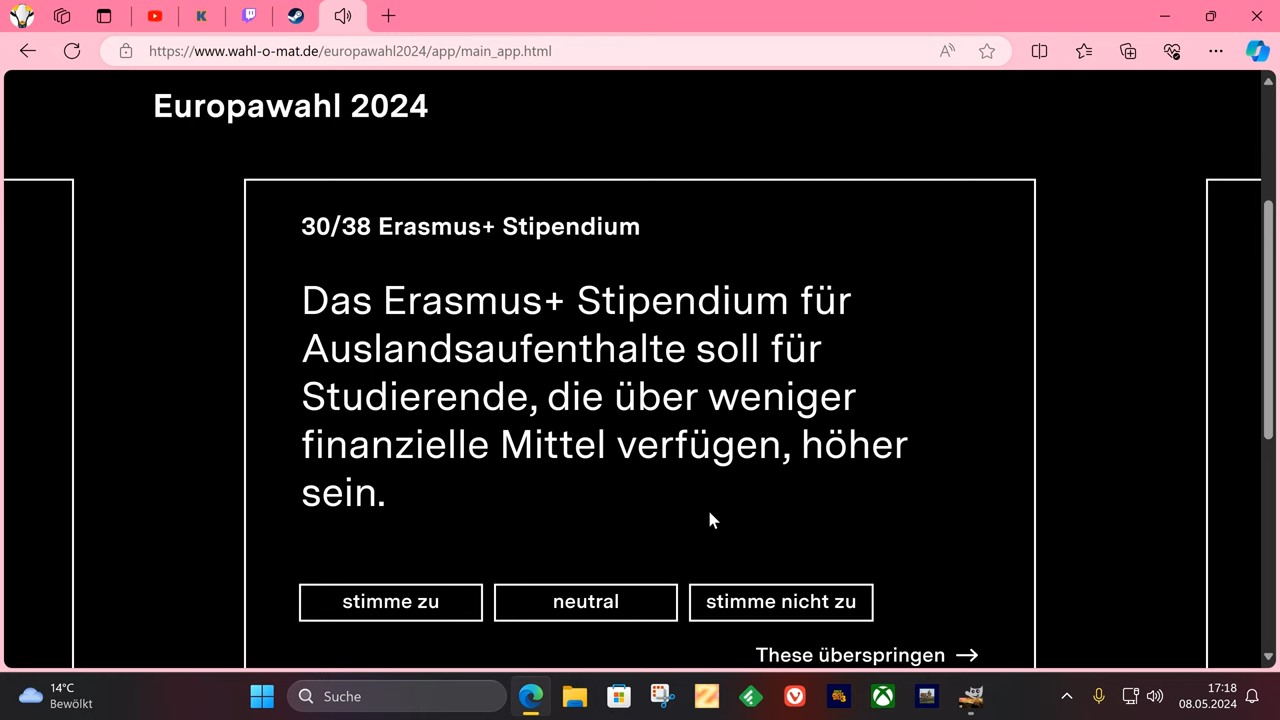 https://www.wahl-o-mat.de/europawahl2024/app/main_app.html
Europawahl 2024
30/38 Erasmus+ Stipendium
Das Erasmus+ Stipendium für
Auslandsaufenthalte soll für
Studierende, die über weniger
finanzielle Mittel verfügen, höher
sein.
stimme zu
neutral
stimme nicht zu
These überspringen →
14°C
Bewölkt
Suche
17:18
08.05.2024